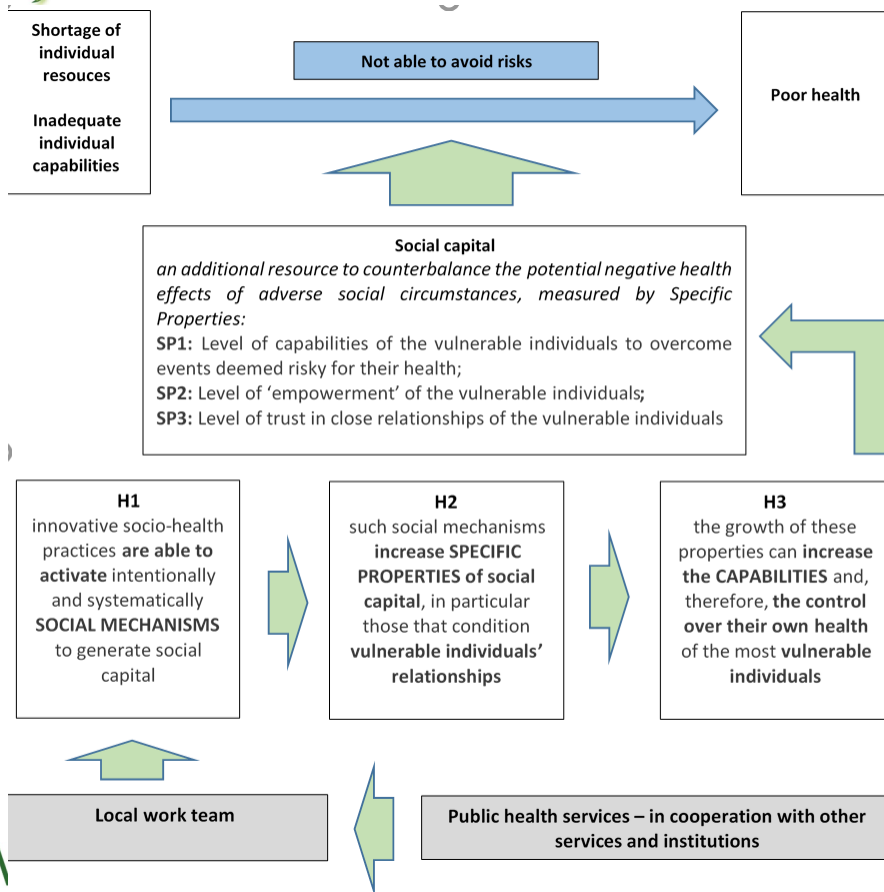 Shortage of
individual
resouces
Inadequate
individual
capabilities
Not able to avoid risks
Poor health
Social capital
an additional resource to counterbalance the potential negative health
effects of adverse social circumstances, measured by Specific
Properties:
SP1: Level of capabilities of the vulnerable individuals to overcome
events deemed risky for their health;
SP2: Level of ‘empowerment’ of the vulnerable individuals;
SP3: Level of trust in close relationships of the vulnerable individuals
H1
innovative socio-health
practices are able to
activate intentionally
and systematically
SOCIAL MECHANISMS
to generate social
capital
H2
such social mechanisms
increase SPECIFIC
PROPERTIES of social
capital, in particular
those that condition
vulnerable individuals’
relationships
H3
the growth of these
properties can increase
the CAPABILITIES and,
therefore, the control
over their own health
of the most vulnerable
individuals
Local work team
Public health services – in cooperation with other
services and institutions